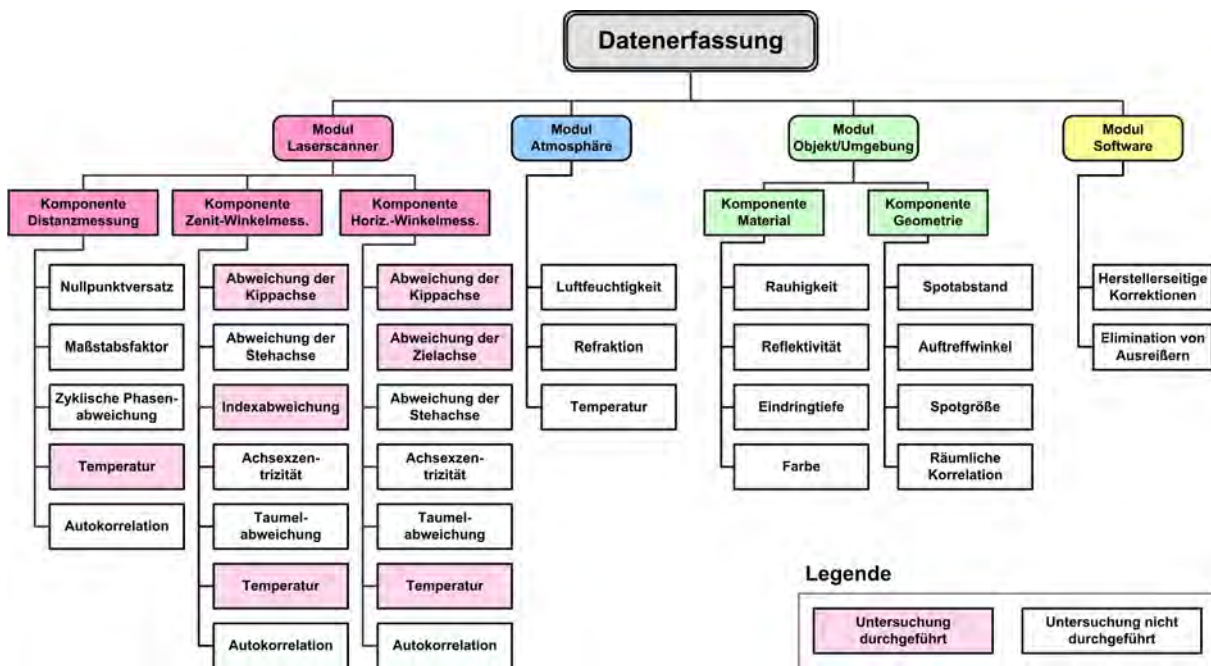 Datenerfassung
Modul
Laserscanner
Modul
Atmosphäre
Modul
Objekt/Umgebung
Modul
Software
Komponente
Distanzmessung
Komponente
Zenit-Winkelmess.
Komponente
Horiz.-Winkelmess.
Komponente
Material
Komponente
Geometrie
Nullpunktversatz
Maßstabsfaktor
Zyklische Phasen-
abweichung
Temperatur
Autokorrelation
Abweichung der
Kippachse
Abweichung der
Stehachse
Indexabweichung
Achsexzen-
trizität
Taumel-
abweichung
Temperatur
Autokorrelation
Abweichung der
Kippachse
Abweichung der
Zielachse
Abweichung der
Stehachse
Achsexzen-
trizität
Taumel-
abweichung
Temperatur
Autokorrelation
Luftfeuchtigkeit
Refraktion
Temperatur
Rauhigkeit
Reflektivität
Eindringtiefe
Farbe
Spotabstand
Auftreffwinkel
Spotgröße
Räumliche
Korrelation
Herstellerseitige
Korrektionen
Elimination von
Ausreißern
Legende
Untersuchung
durchgeführt
Untersuchung nicht
durchgeführt